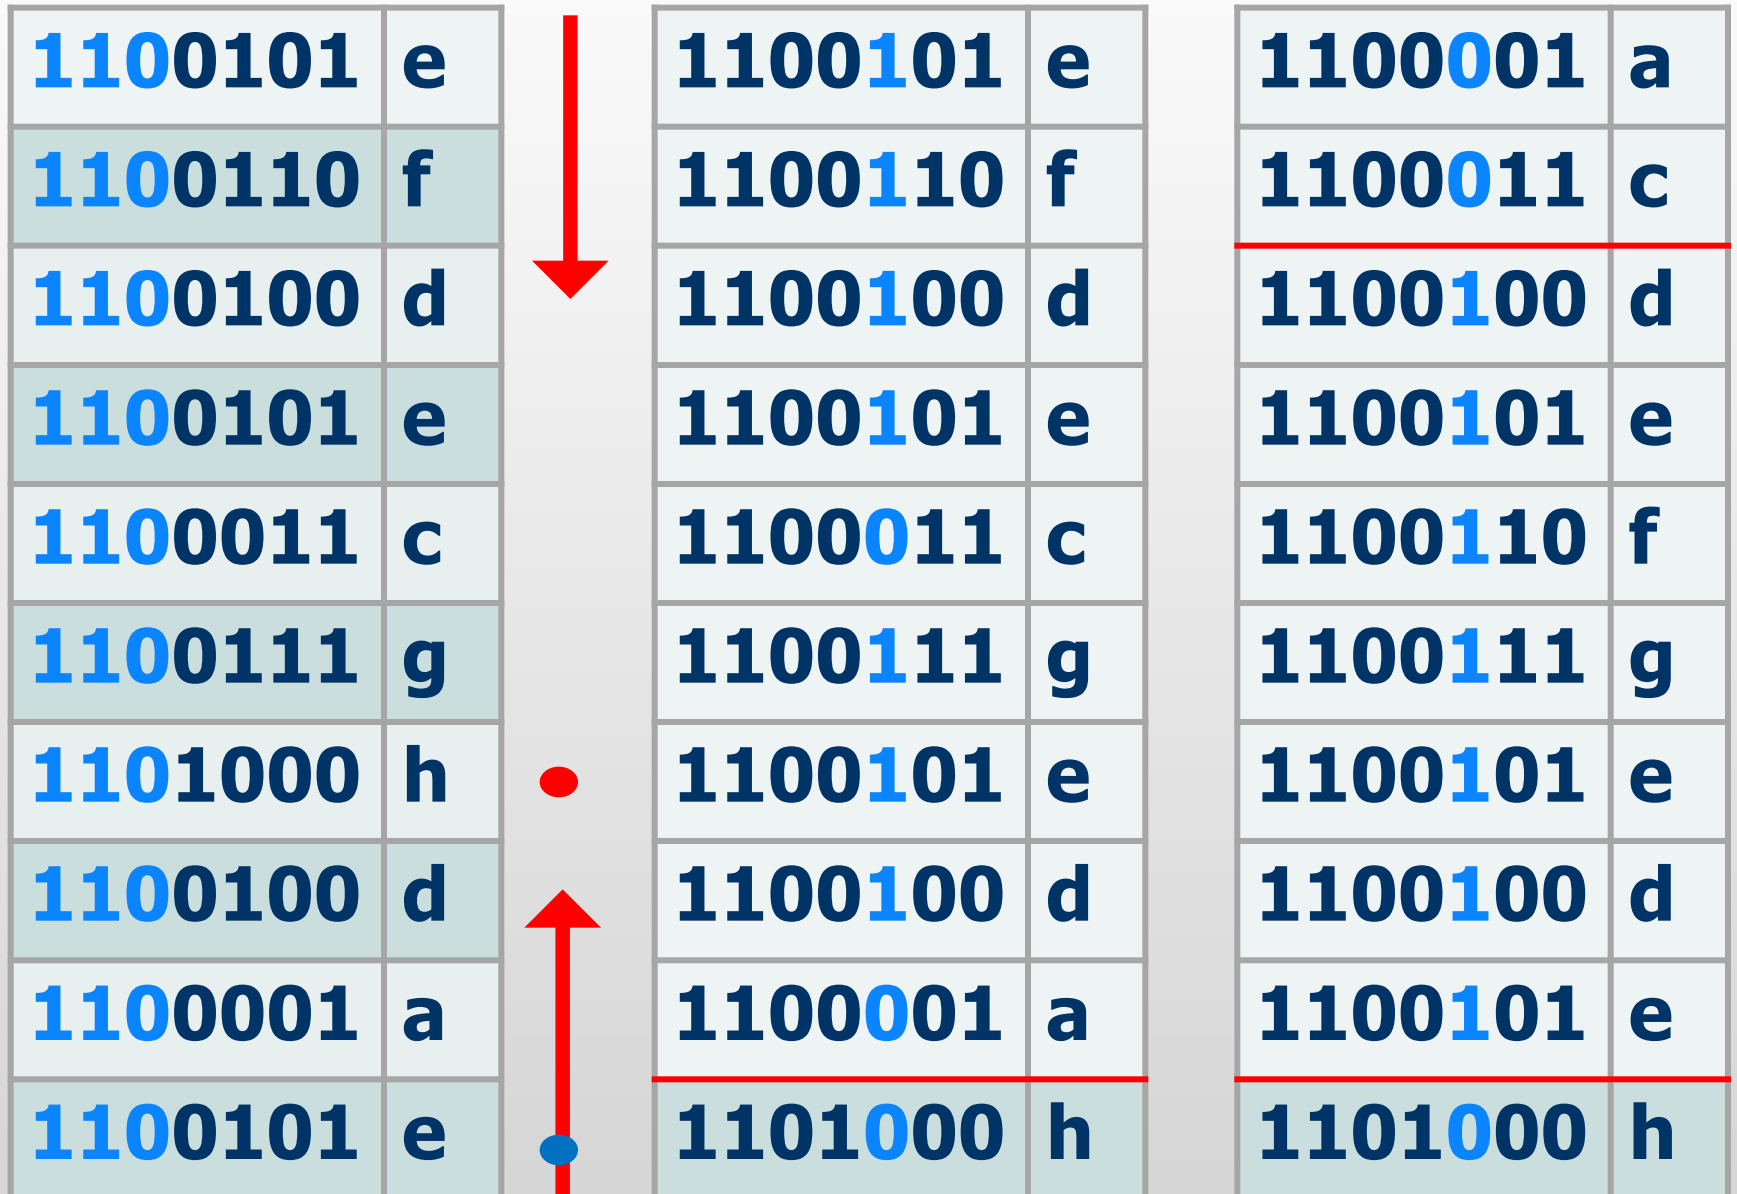 1100101 e 1100101 e 1100001 a
1100110 f 1100110 f 1100011 c
1100100 d 1100100 d 1100100 d
1100101 e 1100101 e 1100101 e
1100011 c 1100011 c 1100110 f
1100111 g 1100111 g 1100111 g
1101000 h 1100101 e 1100101 e
1100100 d 1100100 d 1100100 d
1100001 a 1100001 a 1100101 e
1100101 e 1101000 h 1101000 h